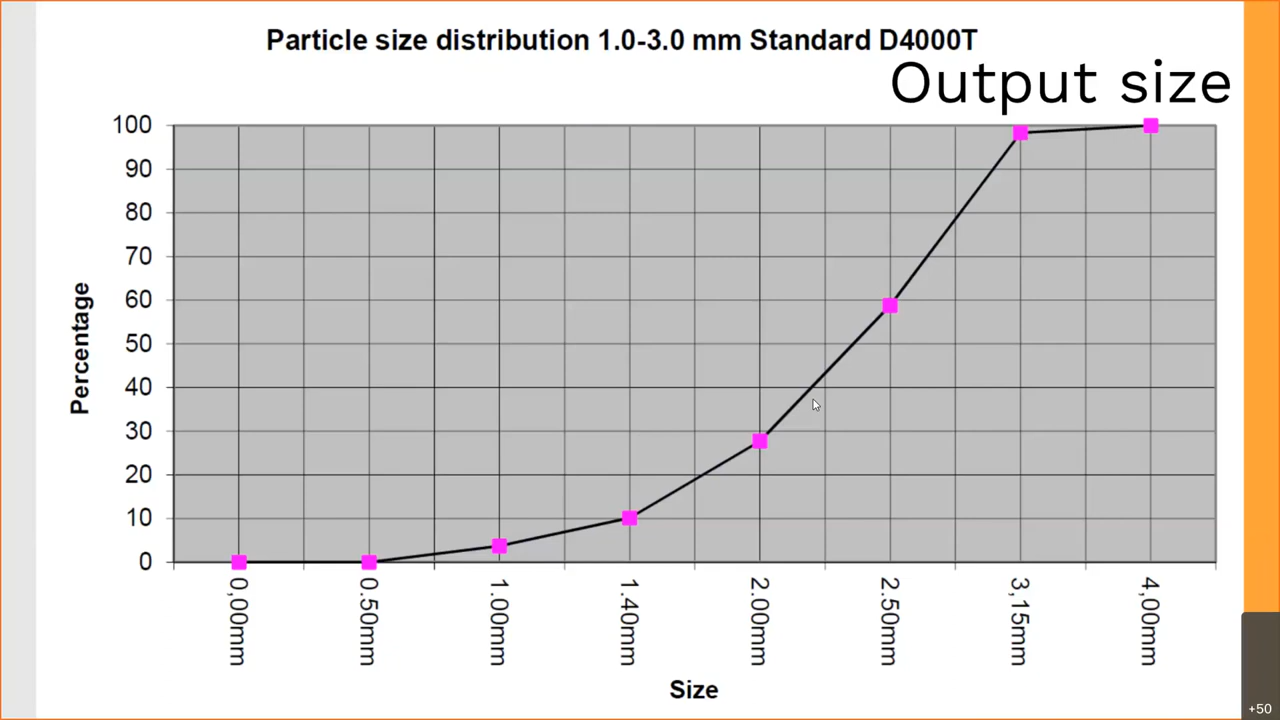 Particle size distribution 1.0-3.0 mm Standard D4000T
Output size
100
90
80
70
60
50
40
30
20
10
0
Percentage
0,00mm
0.50mm
1.00mm
1.40mm
2.00mm
2.50mm
3,15mm
4,00mm
Size
+50